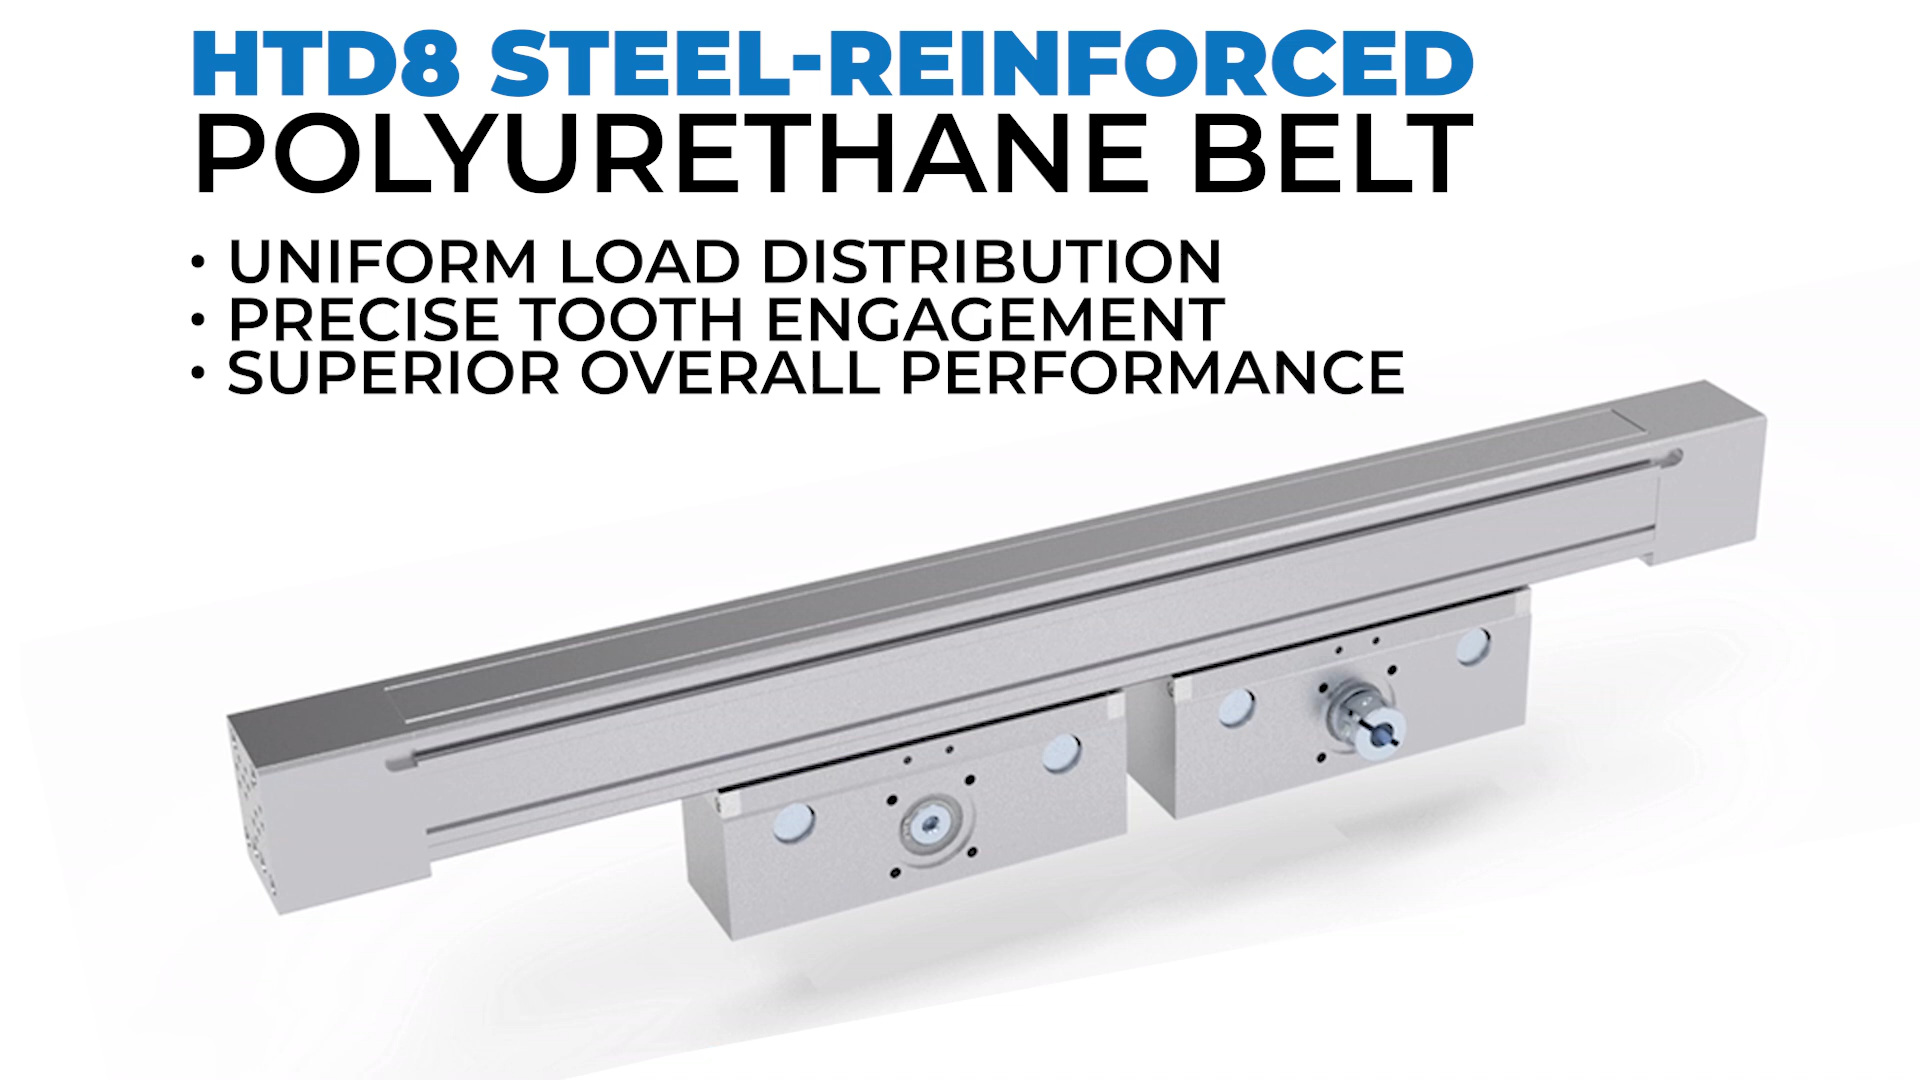 HTD8 STEEL-REINFORCED
POLYURETHANE BELT
• UNIFORM LOAD DISTRIBUTION
• PRECISE TOOTH ENGAGEMENT
• SUPERIOR OVERALL PERFORMANCE